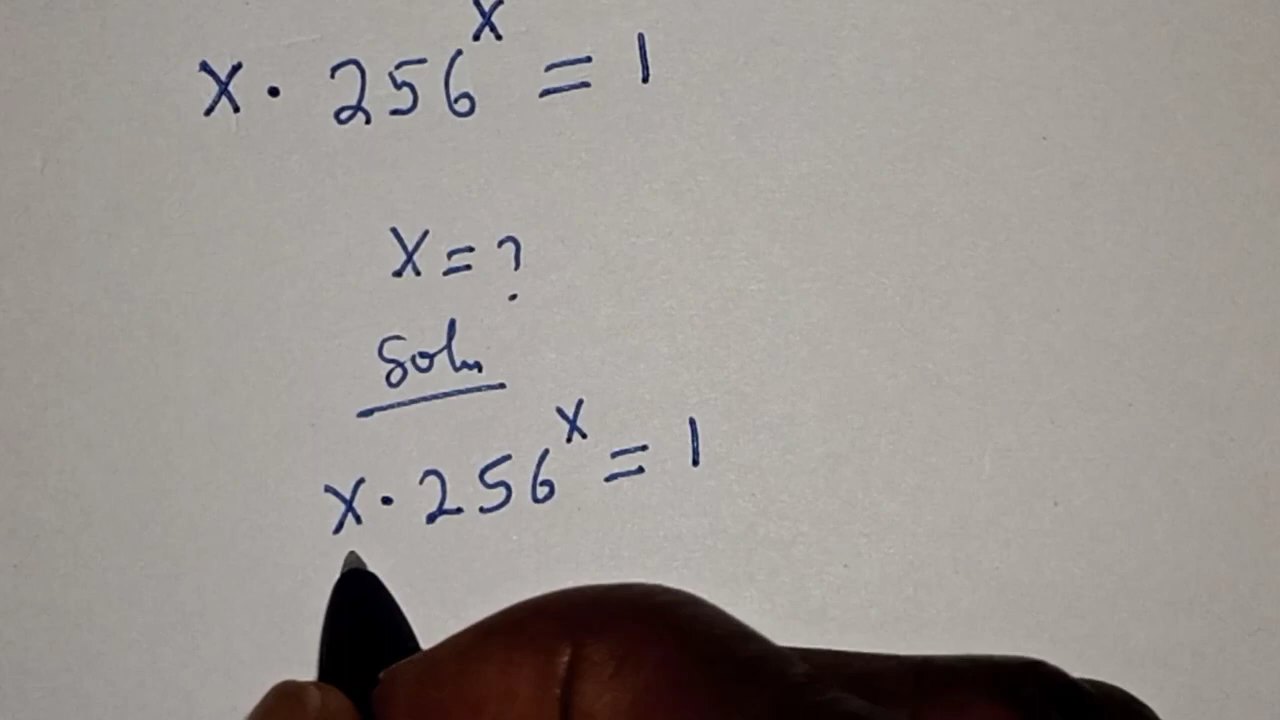 x · 256^x = 1
x = ?
Soln
x · 256^x = 1